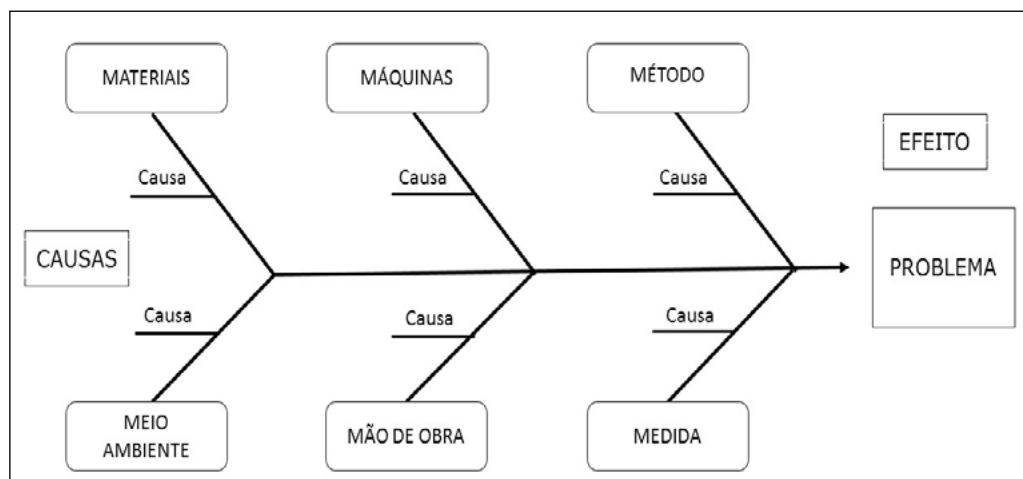 MATERIAIS
MÁQUINAS
MÉTODO
EFEITO
Causa
Causa
Causa
CAUSAS
PROBLEMA
Causa
Causa
Causa
MEIO
AMBIENTE
MÃO DE OBRA
MEDIDA